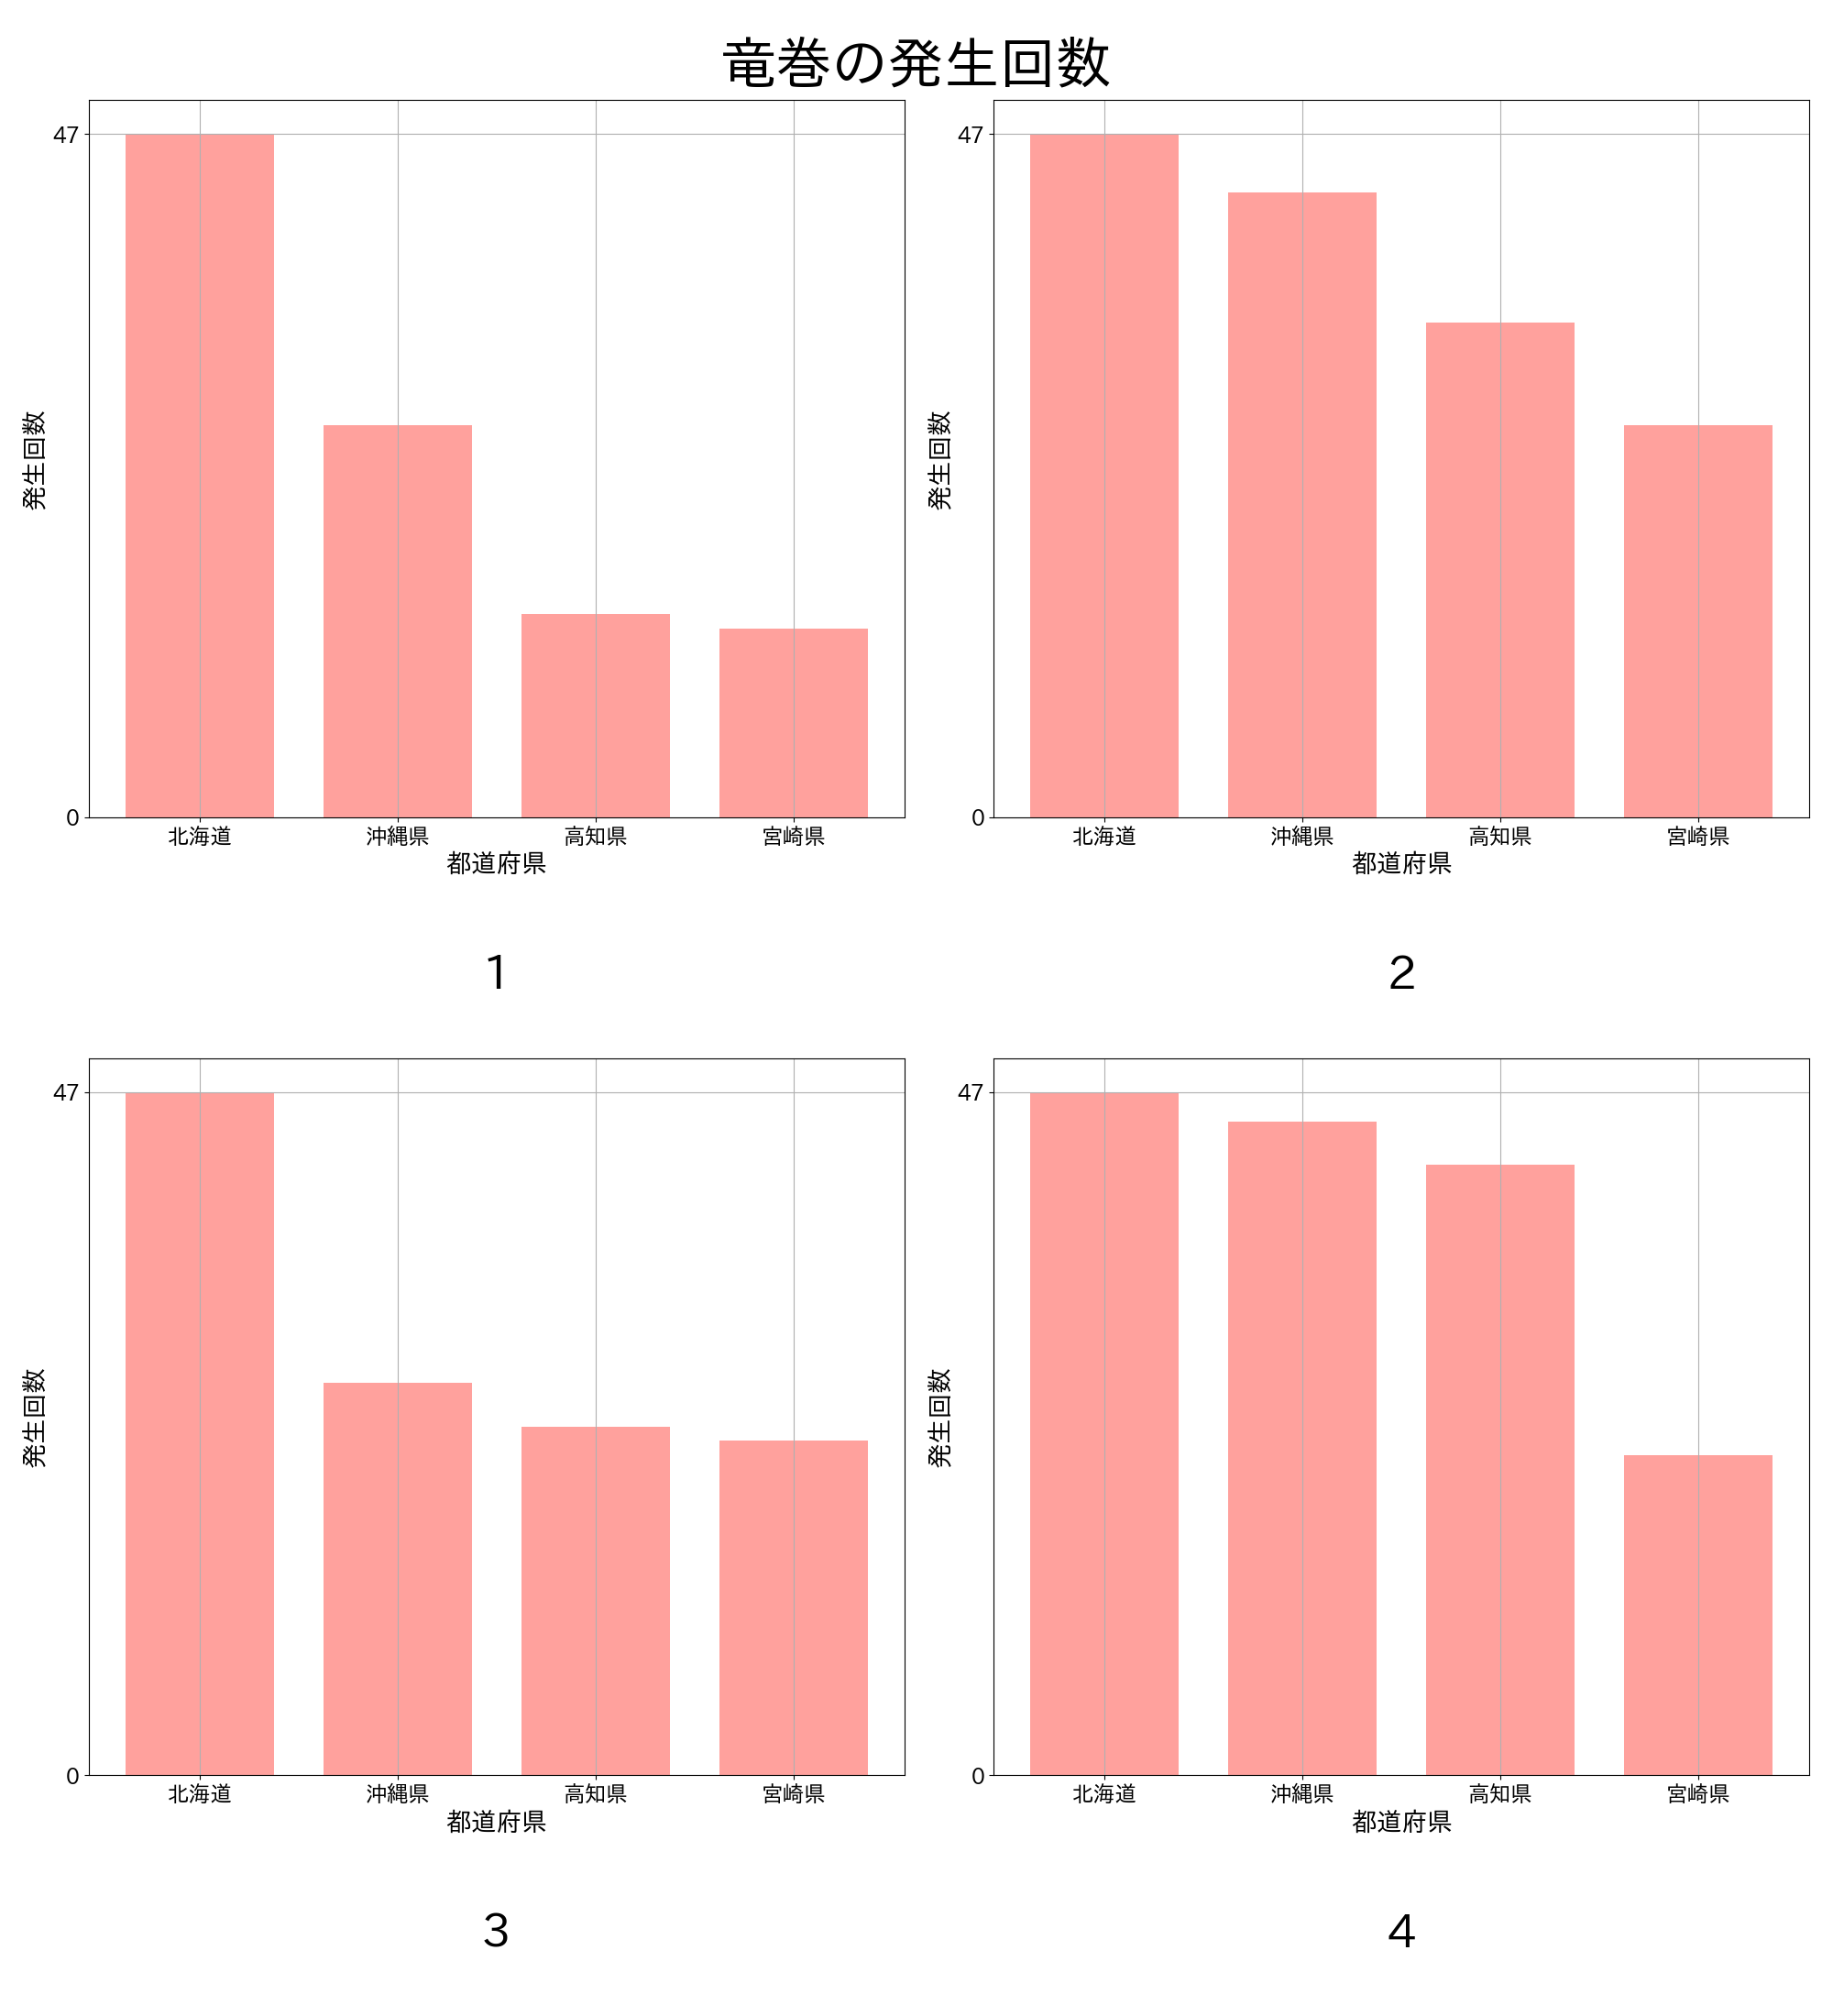 竜巻の発生回数
47
0
発生回数
北海道 沖縄県 高知県 宮崎県
都道府県
1
47
0
発生回数
北海道 沖縄県 高知県 宮崎県
都道府県
2
47
0
発生回数
北海道 沖縄県 高知県 宮崎県
都道府県
3
47
0
発生回数
北海道 沖縄県 高知県 宮崎県
都道府県
4